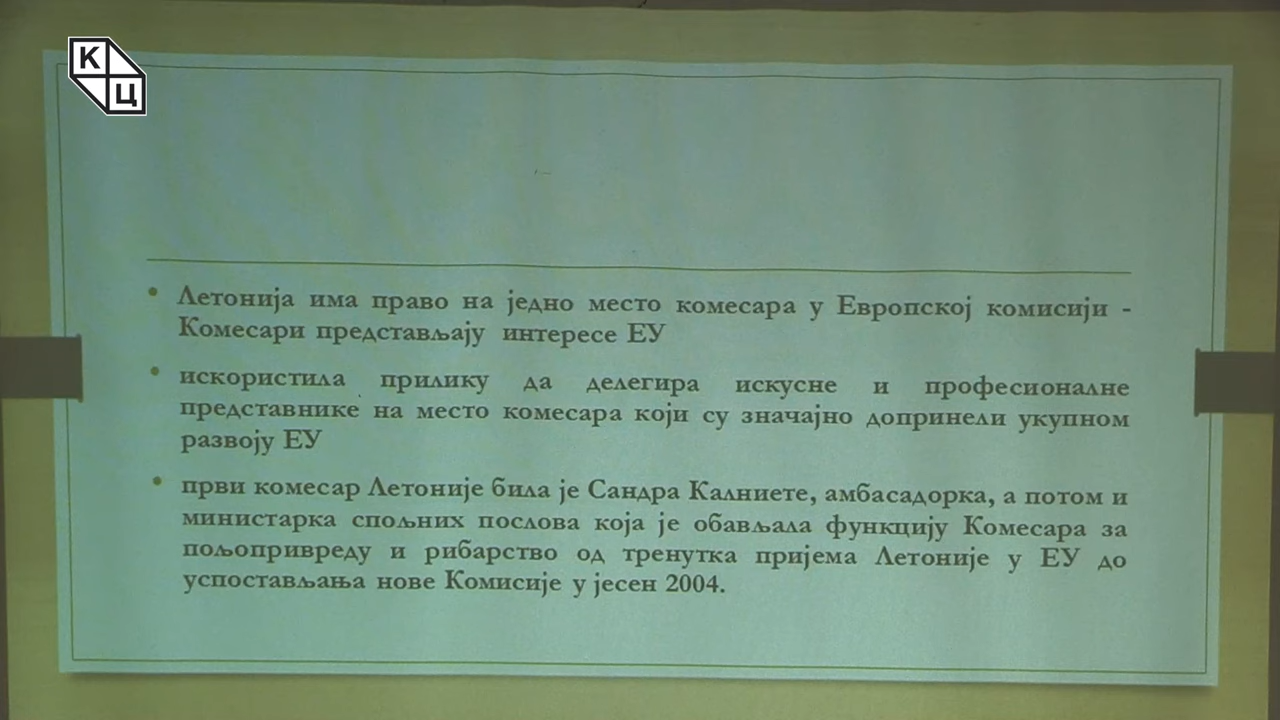 К
Ц
• Летонија има право на једно место комесара у Европској комисији -
Комесари представљају интересе ЕУ
• искористила прилику да делегира искусне и професионалне
представнике на место комесара који су значајно допринели укупном
развоју ЕУ
• први комесар Летоније била је Сандра Калниете, амбасадорка, а потом и
министарка спољних послова која је обављала функцију Комесара за
пољопривреду и рибарство од тренутка пријема Летоније у ЕУ до
успостављања нове Комисије у јесен 2004.